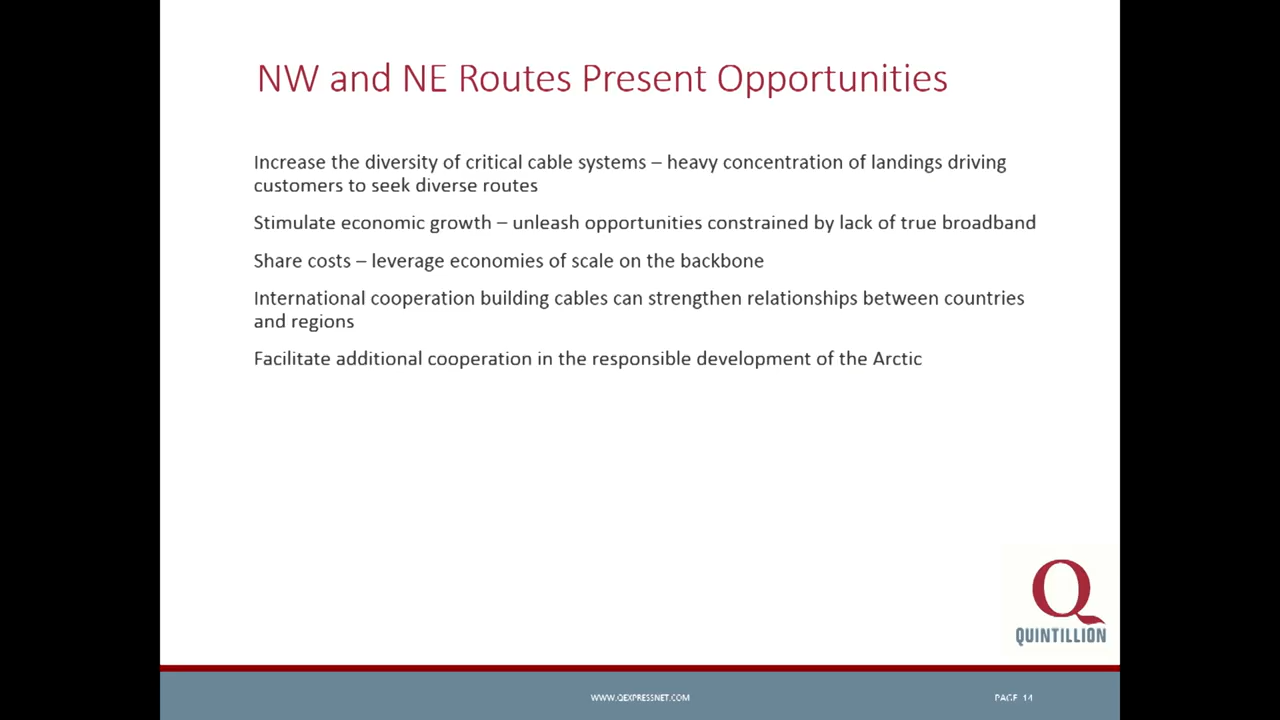 NW and NE Routes Present Opportunities
Increase the diversity of critical cable systems – heavy concentration of landings driving
customers to seek diverse routes
Stimulate economic growth – unleash opportunities constrained by lack of true broadband
Share costs – leverage economies of scale on the backbone
International cooperation building cables can strengthen relationships between countries
and regions
Facilitate additional cooperation in the responsible development of the Arctic
Q
QUINTILLION
WWW.QEXPRESSNET.COM
PAGE 14